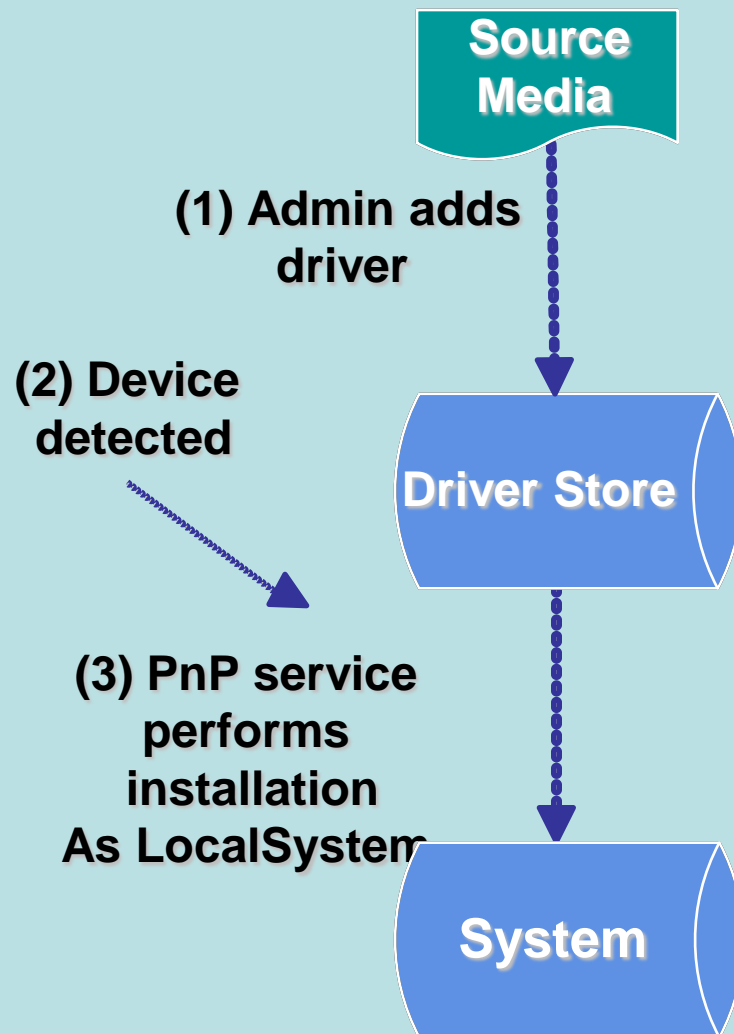 Source
Media
(1) Admin adds
driver
(2) Device
detected
Driver Store
(3) PnP service
performs
installation
As LocalSystem
System